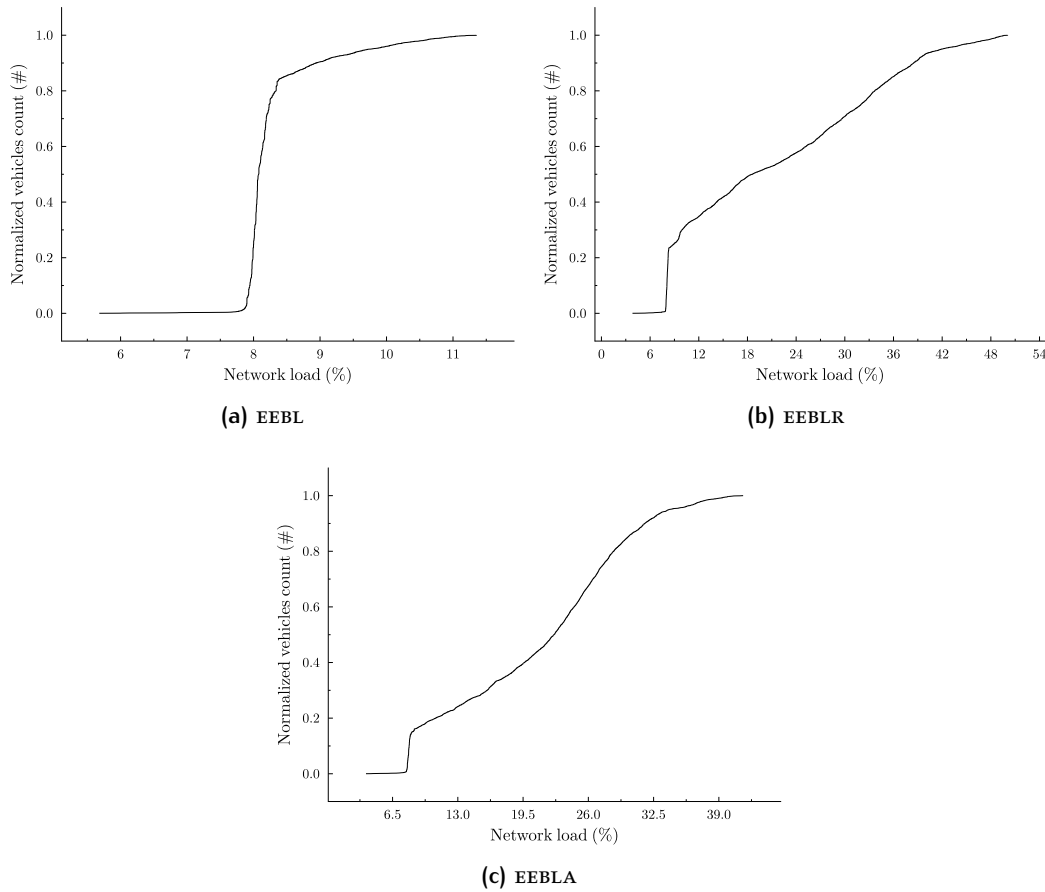 1.0
0.8
0.6
0.4
0.2
0.0
Normalized vehicles count (#)
6 7 8 9 10 11
Network load (%)
(a) EEBL
1.0
0.8
0.6
0.4
0.2
0.0
Normalized vehicles count (#)
0 6 12 18 24 30 36 42 48 54
Network load (%)
(b) EEBLR
1.0
0.8
0.6
0.4
0.2
0.0
Normalized vehicles count (#)
6.5 13.0 19.5 26.0 32.5 39.0
Network load (%)
(c) EEBLA